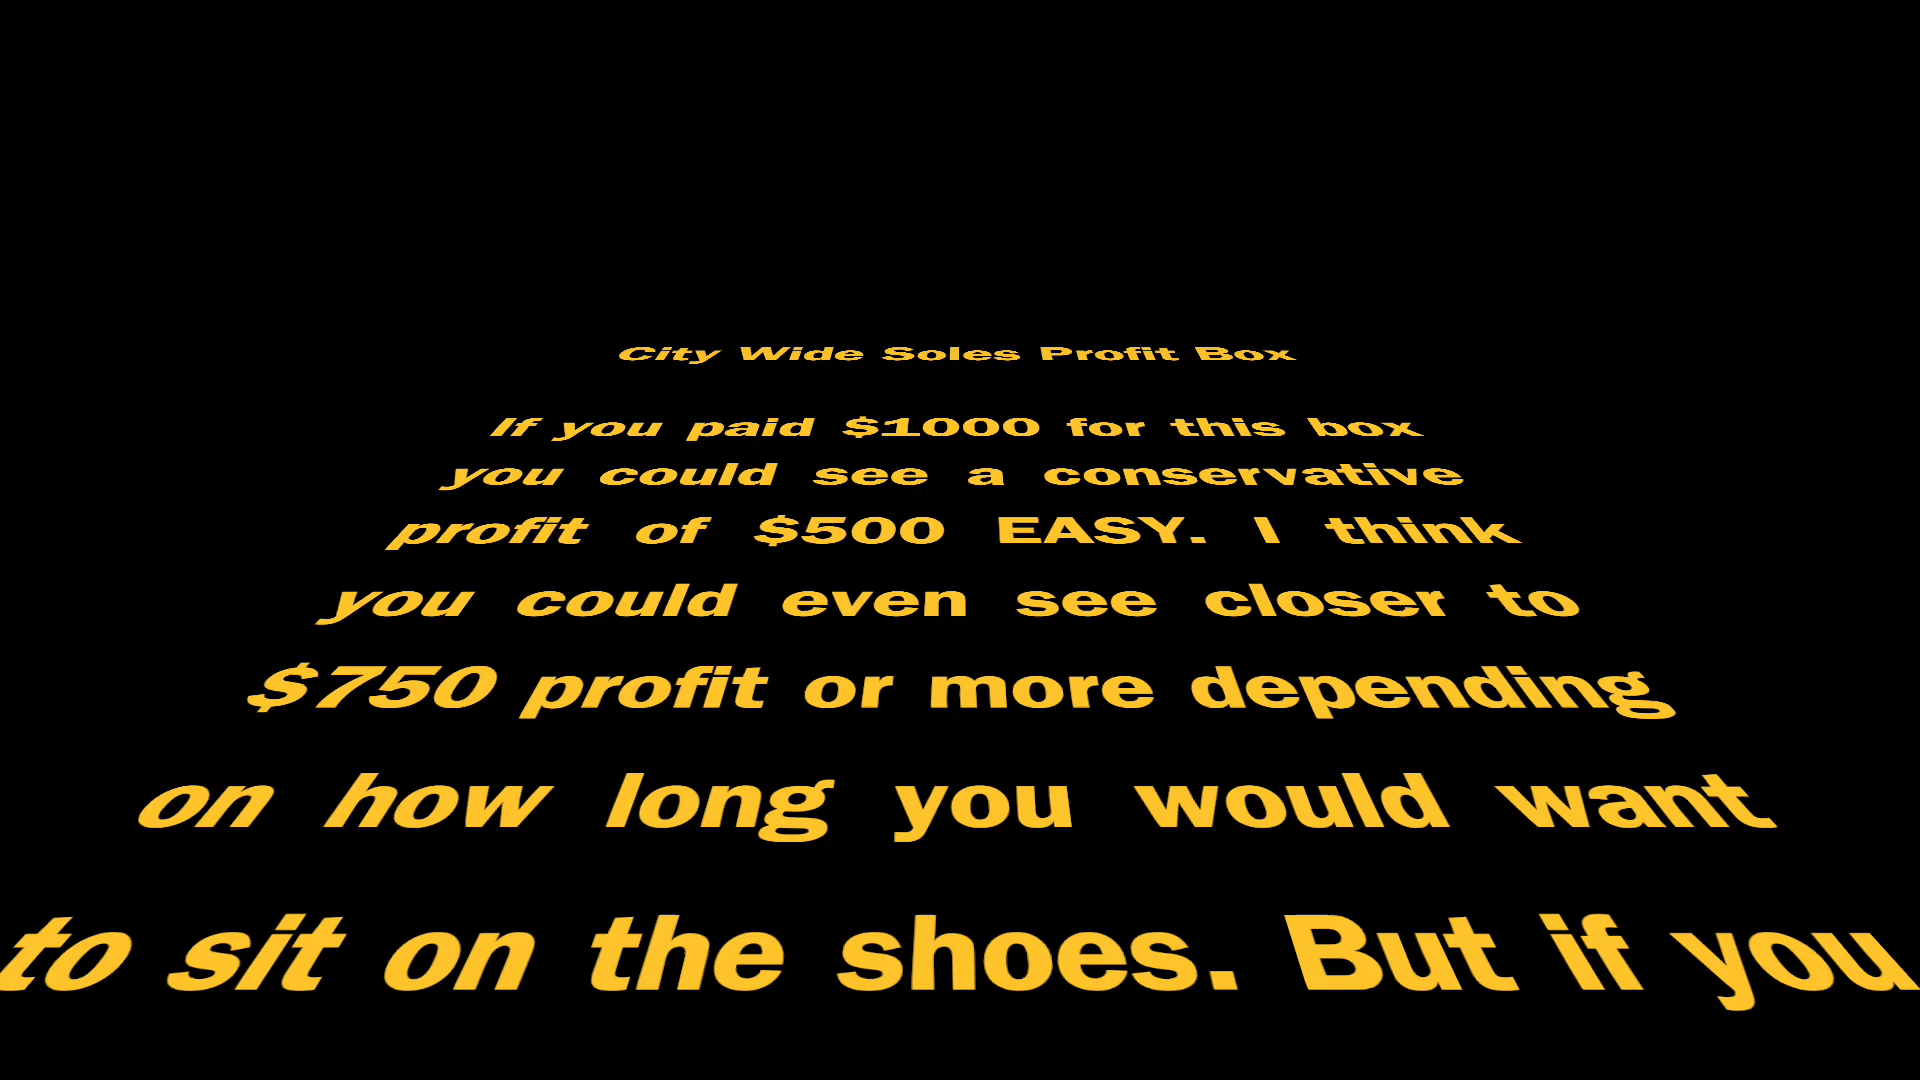 City Wide Soles Profit Box
If you paid $1000 for this box
you could see a conservative
profit of $500 EASY. I think
you could even see closer to
$750 profit or more depending
on how long you would want
to sit on the shoes. But if you